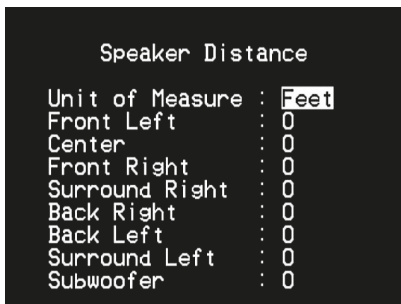 Speaker Distance
Unit of Measure : Feet
Front Left : 0
Center : 0
Front Right : 0
Surround Right : 0
Back Right : 0
Back Left : 0
Surround Left : 0
Subwoofer : 0